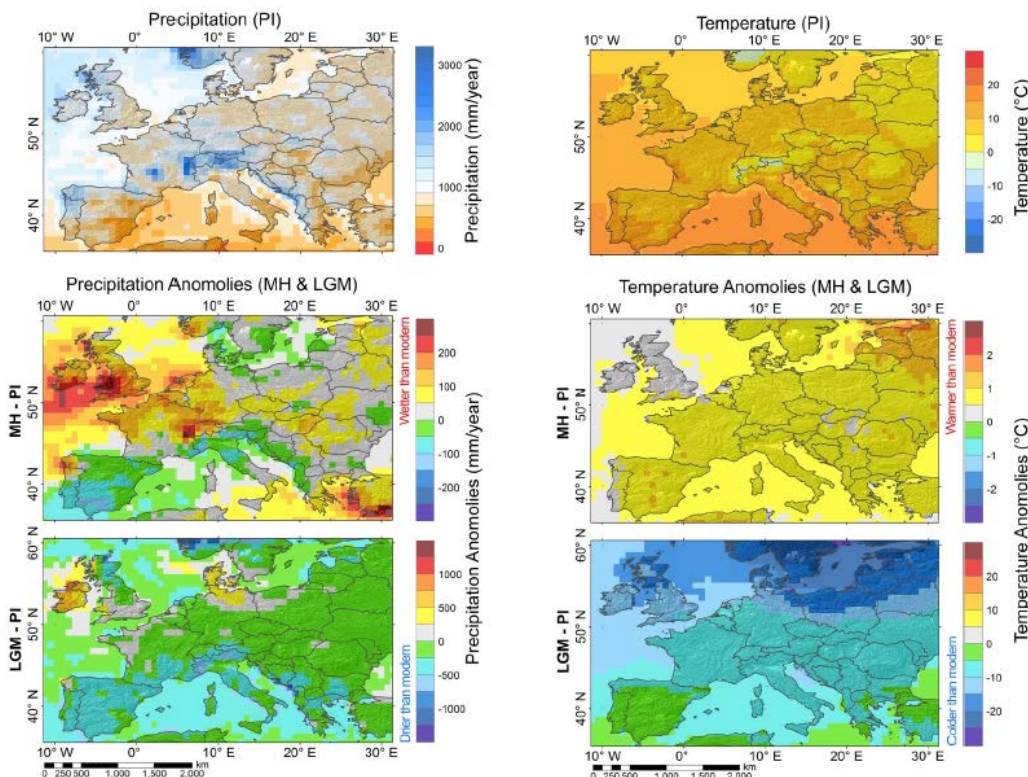 Precipitation (PI)
10° W 0° 10° E 20° E 30° E
50° N
40° N
3000
2000
1000
0
Precipitation (mm/year)
Temperature (PI)
10° W 0° 10° E 20° E 30° E
50° N
40° N
20
10
0
-10
-20
Temperature (°C)
Precipitation Anomolies (MH & LGM)
10° W 0° 10° E 20° E 30° E
MH - PI
50° N
40° N
200
100
0
-100
-200
Wetter than modern
LGM - PI
60° N
50° N
40° N
1000
500
0
-500
-1000
Drier than modern
Precipitation Anomolies (mm/year)
10° W 0° 10° E 20° E 30° E
0 250 500 1.000 1.500 2.000
km
Temperature Anomolies (MH & LGM)
10° W 0° 10° E 20° E 30° E
MH - PI
50° N
40° N
2
1
0
-1
-2
Warmer than modern
LGM - PI
60° N
50° N
40° N
20
10
0
-10
-20
Colder than modern
Temperature Anomolies (°C)
10° W 0° 10° E 20° E 30° E
0 250 500 1.000 1.500 2.000
km